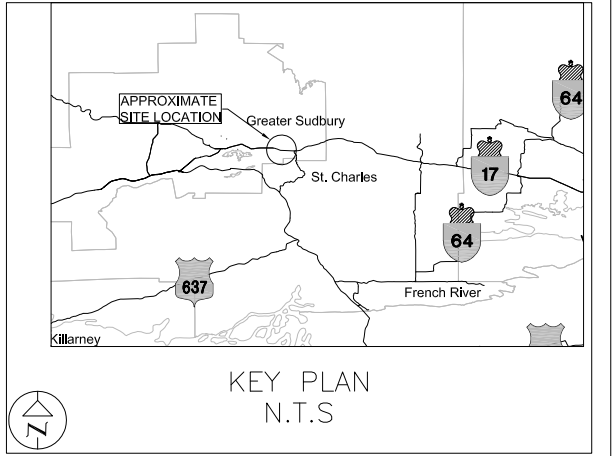 64
APPROXIMATE
SITE LOCATION
Greater Sudbury
17
St. Charles
64
637
French River
Killarney
KEY PLAN
N.T.S
N